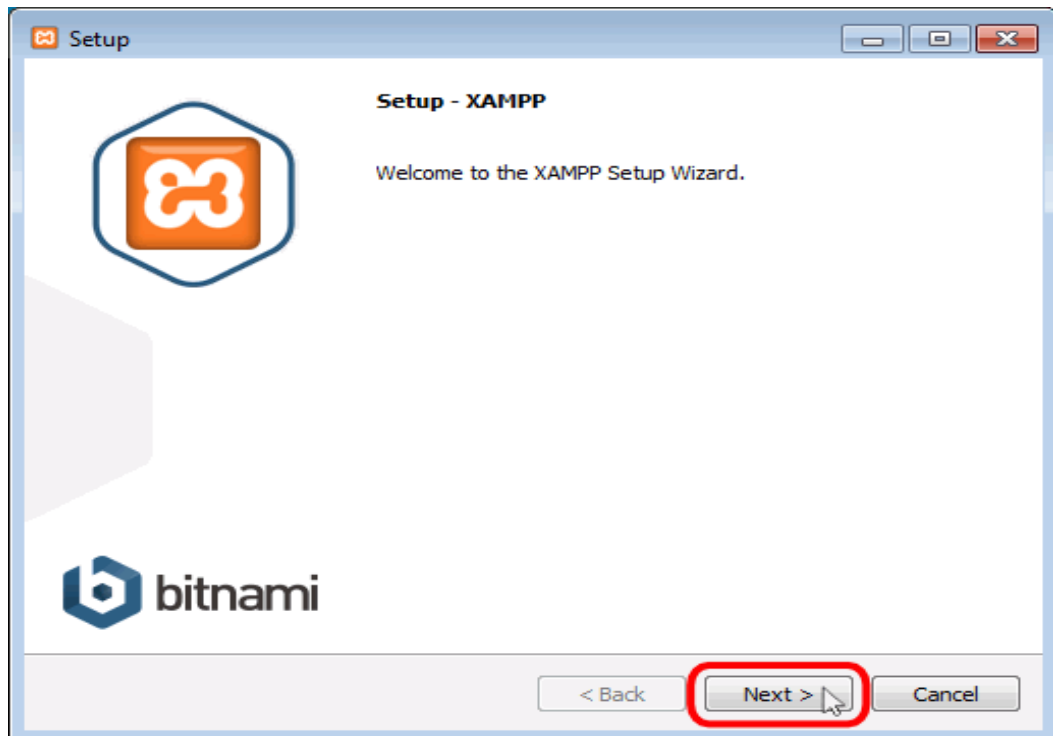 Setup
Setup - XAMPP
Welcome to the XAMPP Setup Wizard.
bitnami
< Back Next > Cancel